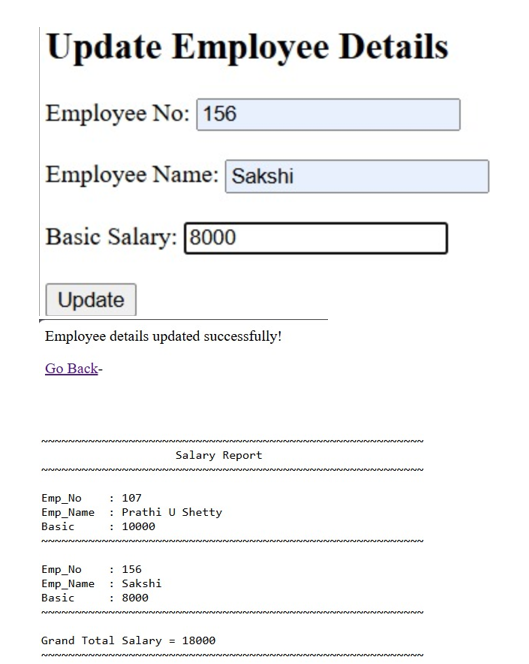 Update Employee Details
Employee No: 156
Employee Name: Sakshi
Basic Salary: 8000
Update
Employee details updated successfully!
Go Back-
~~~~~~~~~~~~~~~~~~~~~~~~~~~~~~~~~~~~~~~~~~~~~~~~~~~~~~~~~
Salary Report
~~~~~~~~~~~~~~~~~~~~~~~~~~~~~~~~~~~~~~~~~~~~~~~~~~~~~~~~~
Emp_No : 107
Emp_Name : Prathi U Shetty
Basic : 10000
~~~~~~~~~~~~~~~~~~~~~~~~~~~~~~~~~~~~~~~~~~~~~~~~~~~~~~~~~
Emp_No : 156
Emp_Name : Sakshi
Basic : 8000
~~~~~~~~~~~~~~~~~~~~~~~~~~~~~~~~~~~~~~~~~~~~~~~~~~~~~~~~~
Grand Total Salary = 18000
~~~~~~~~~~~~~~~~~~~~~~~~~~~~~~~~~~~~~~~~~~~~~~~~~~~~~~~~~